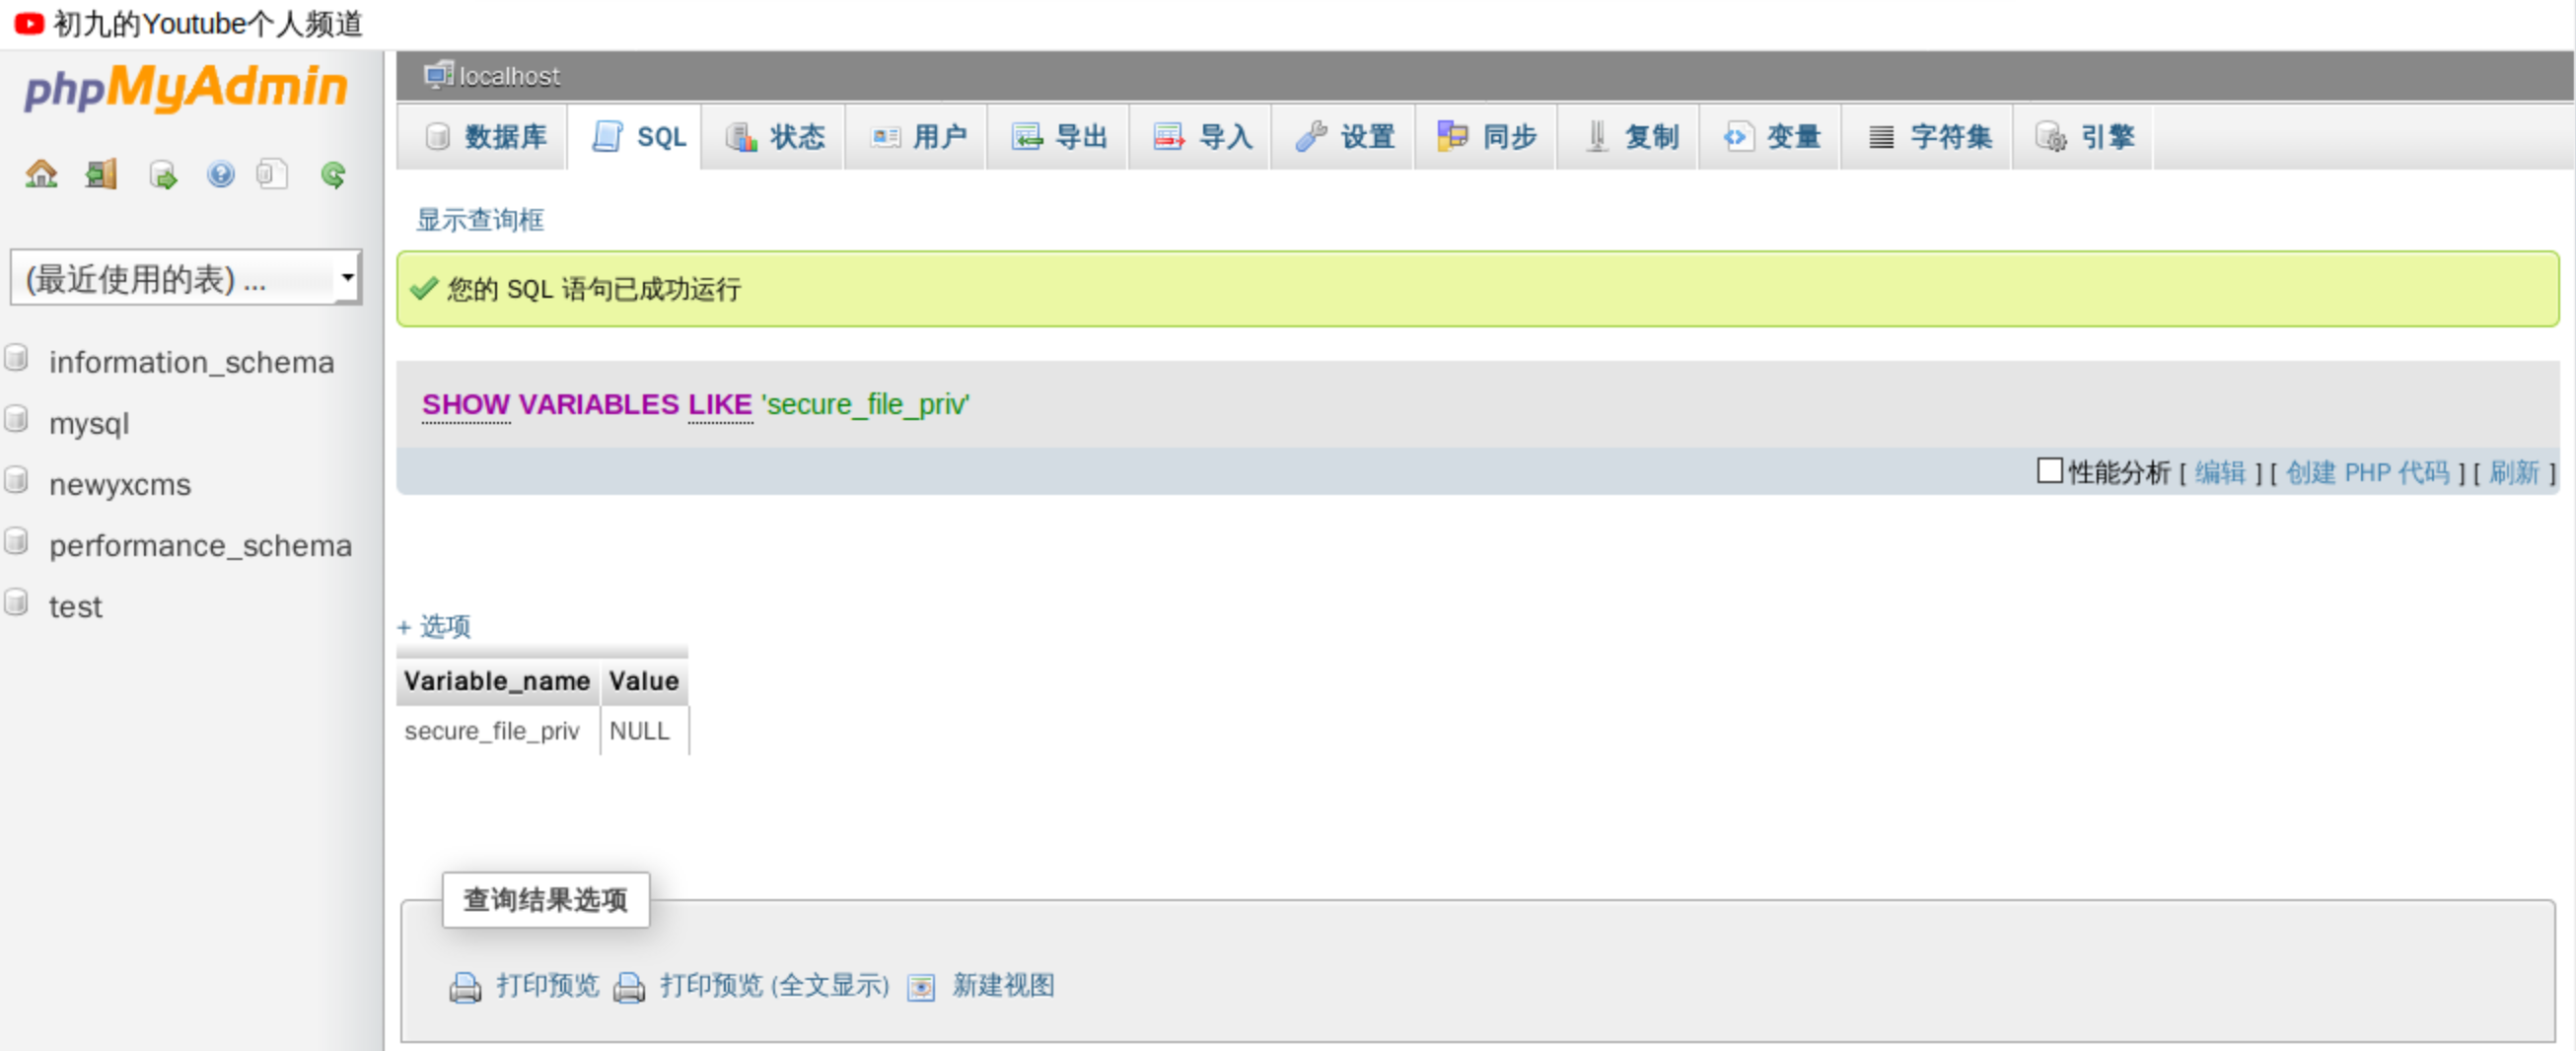 初九的Youtube个人频道
phpMyAdmin
(最近使用的表) ...
information_schema
mysql
newyxcms
performance_schema
test
localhost
数据库 SQL 状态 用户 导出 导入 设置 同步 复制 变量 字符集 引擎
显示查询框
您的 SQL 语句已成功运行
SHOW VARIABLES LIKE 'secure_file_priv'
性能分析 [ 编辑 ] [ 创建 PHP 代码 ] [ 刷新 ]
+ 选项
Variable_name Value
secure_file_priv NULL
查询结果选项
打印预览 打印预览 (全文显示) 新建视图